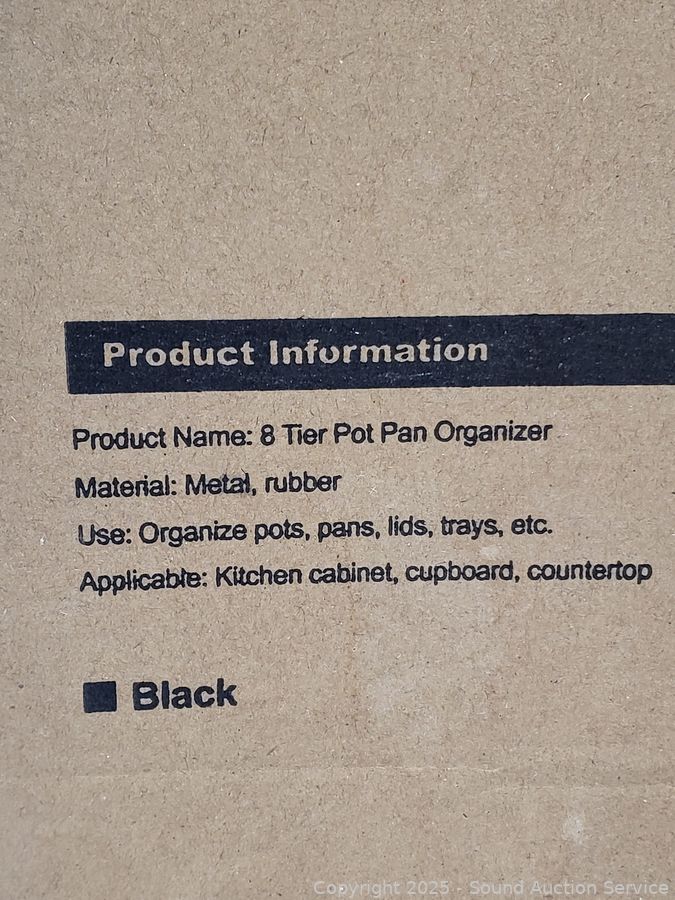 Product Information
Product Name: 8 Tier Pot Pan Organizer
Material: Metal, rubber
Use: Organize pots, pans, lids, trays, etc.
Applicable: Kitchen cabinet, cupboard, countertop
Black
Copyright 2025 - Sound Auction Service